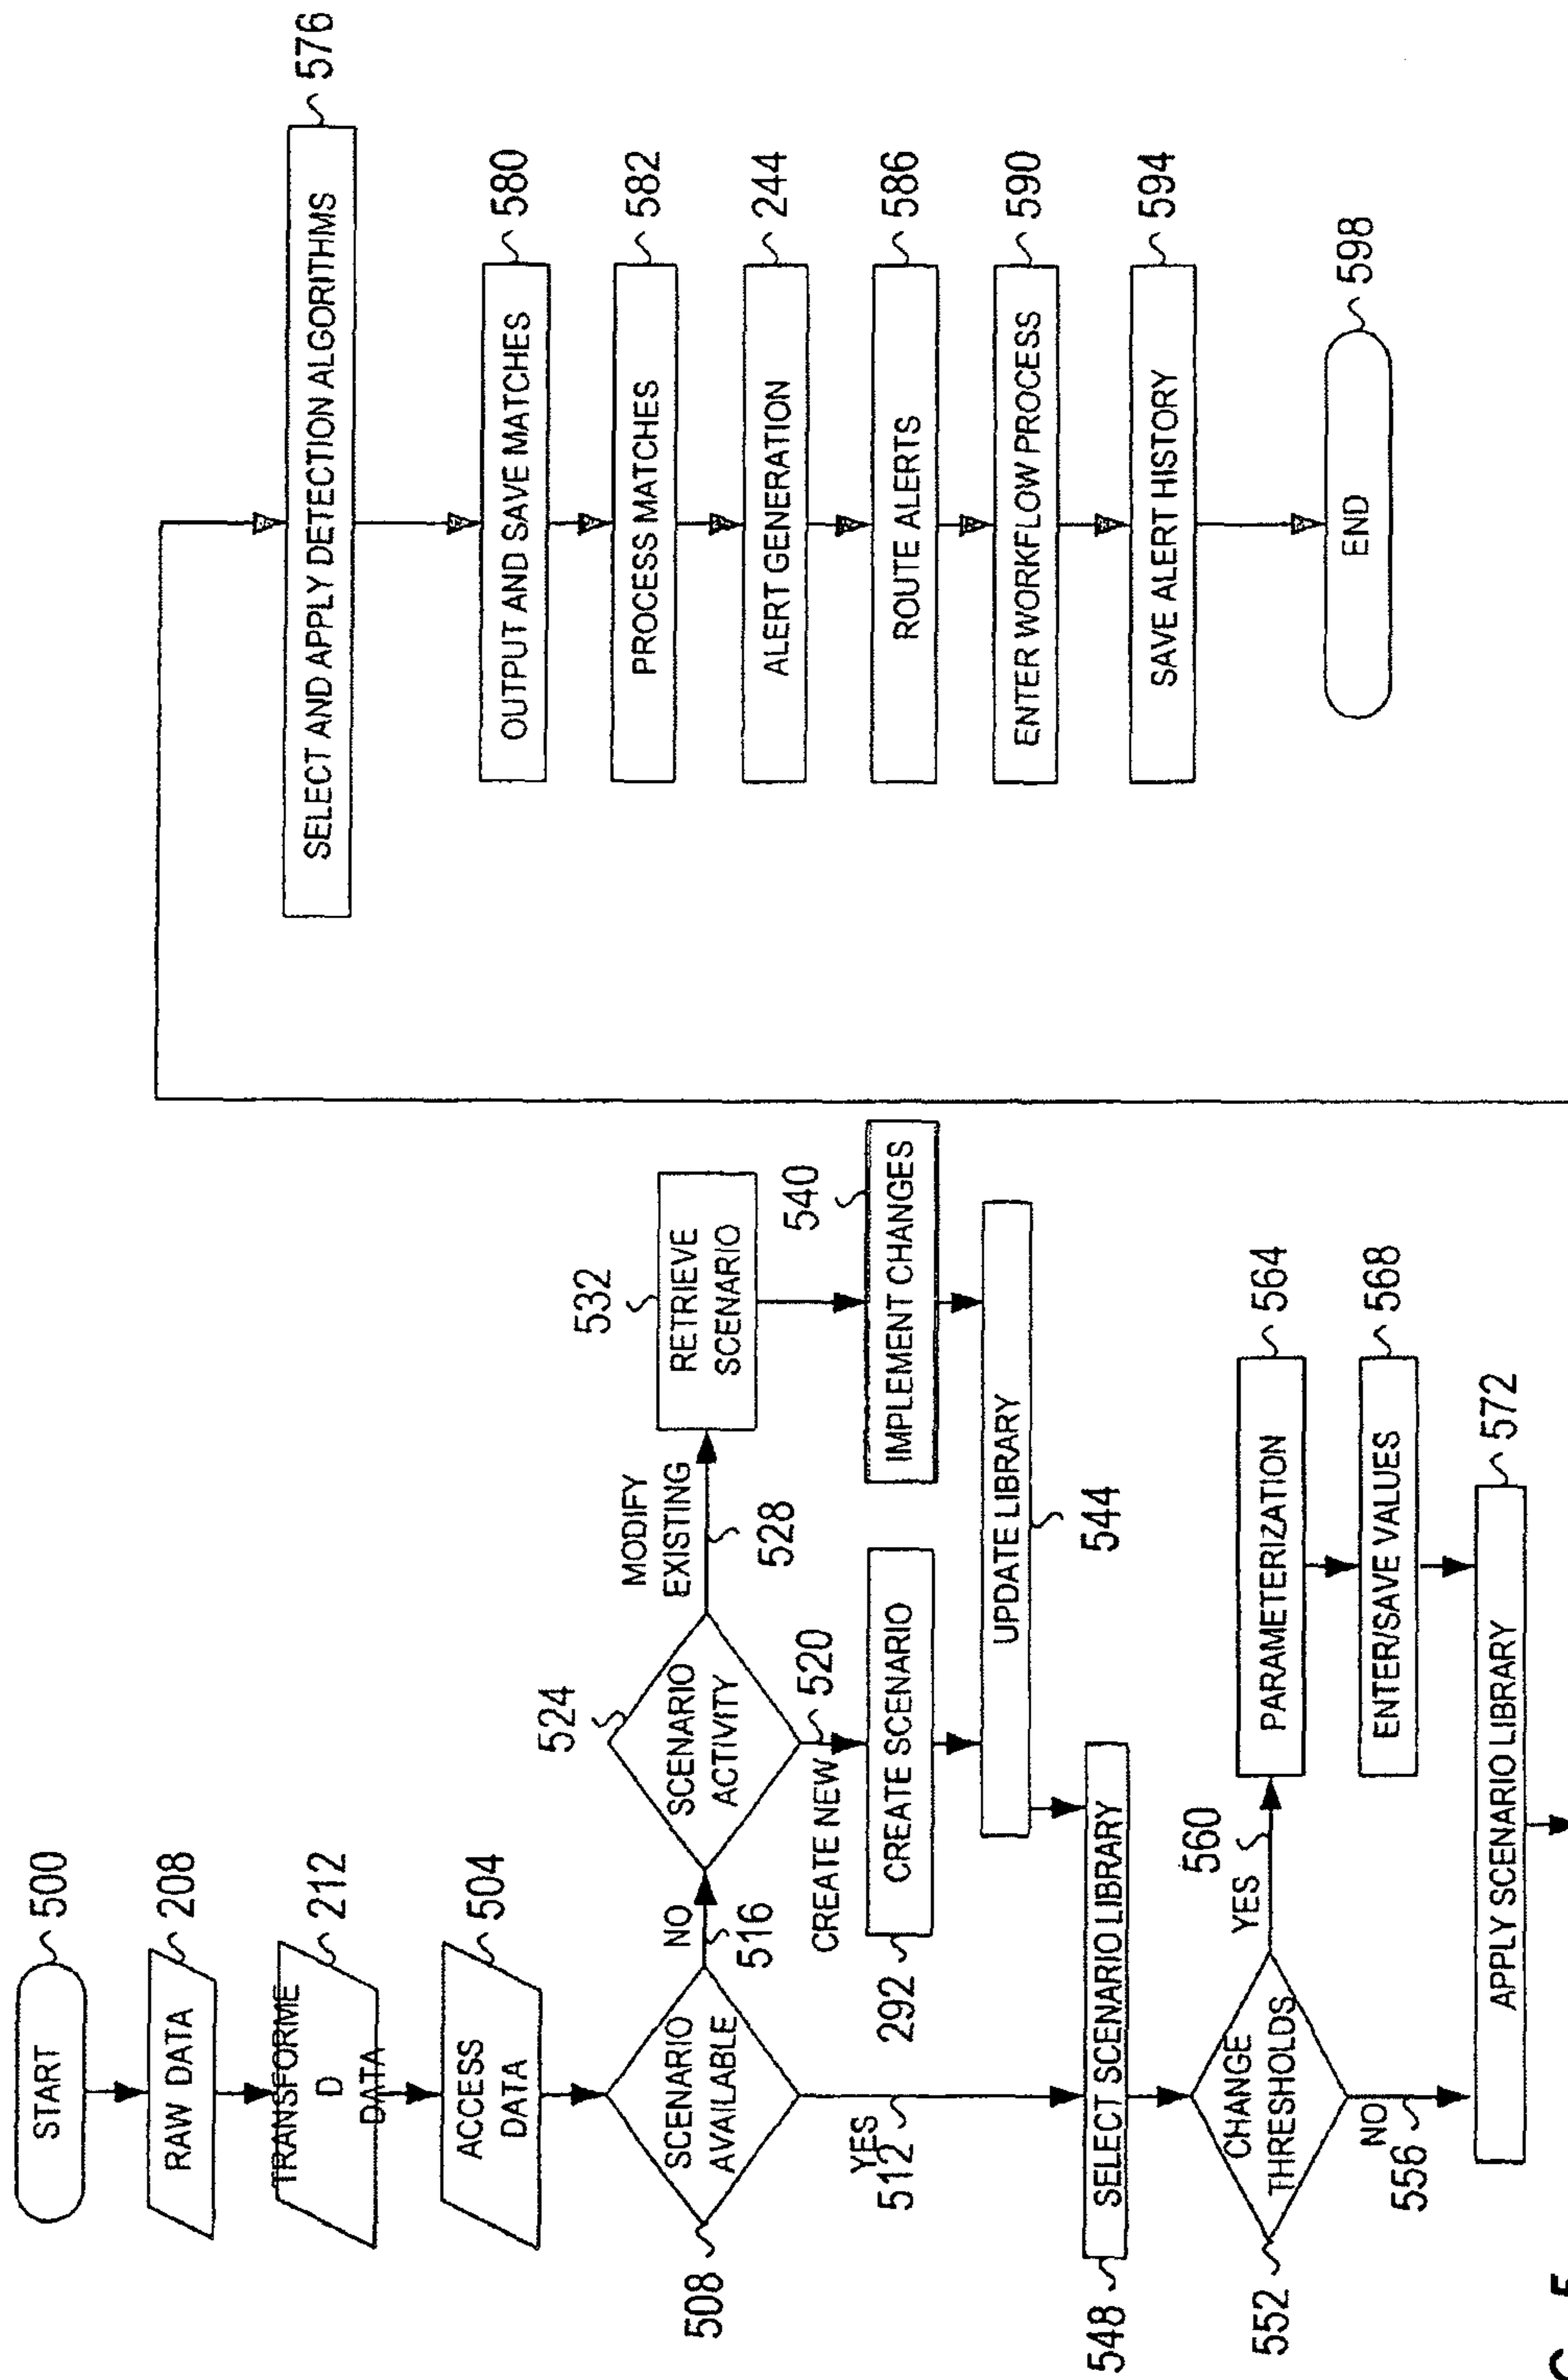 START
500
RAW DATA
208
TRANSFORME
D
DATA
212
ACCESS
DATA
504
SCENARIO
AVAILABLE
508
NO
516
YES
512
SCENARIO
ACTIVITY
524
MODIFY
EXISTING
528
RETRIEVE
SCENARIO
532
CREATE NEW
520
CREATE SCENARIO
292
IMPLEMENT CHANGES
540
UPDATE LIBRARY
544
SELECT SCENARIO LIBRARY
548
CHANGE
THRESHOLDS
552
YES
560
NO
556
PARAMETERIZATION
564
ENTER/SAVE VALUES
568
APPLY SCENARIO LIBRARY
572
SELECT AND APPLY DETECTION ALGORITHMS
576
OUTPUT AND SAVE MATCHES
580
PROCESS MATCHES
582
ALERT GENERATION
244
ROUTE ALERTS
586
ENTER WORKFLOW PROCESS
590
SAVE ALERT HISTORY
594
END
598